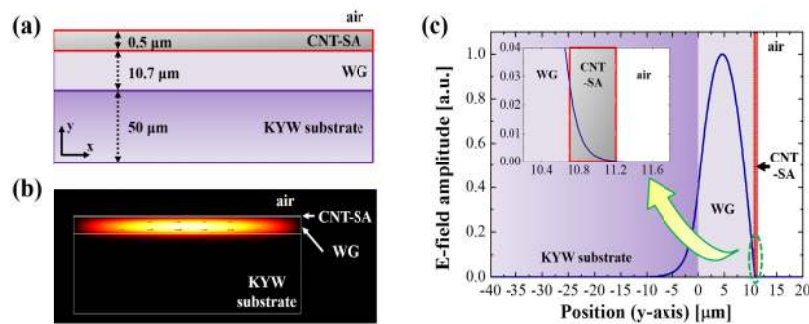 (a)
air
0.5 μm
CNT-SA
10.7 μm
WG
50 μm
KYW substrate
y
x
(b)
air
CNT-SA
WG
KYW
substrate
(c)
E-field amplitude [a.u.]
1.0
0.8
0.6
0.4
0.2
0.0
0.04
0.03
0.02
0.01
0.00
WG
CNT
-SA
air
10.4 10.8 11.2 11.6
air
CNT
-SA
WG
KYW substrate
-40 -35 -30 -25 -20 -15 -10 -5 0 5 10 15 20
Position (y-axis) [μm]